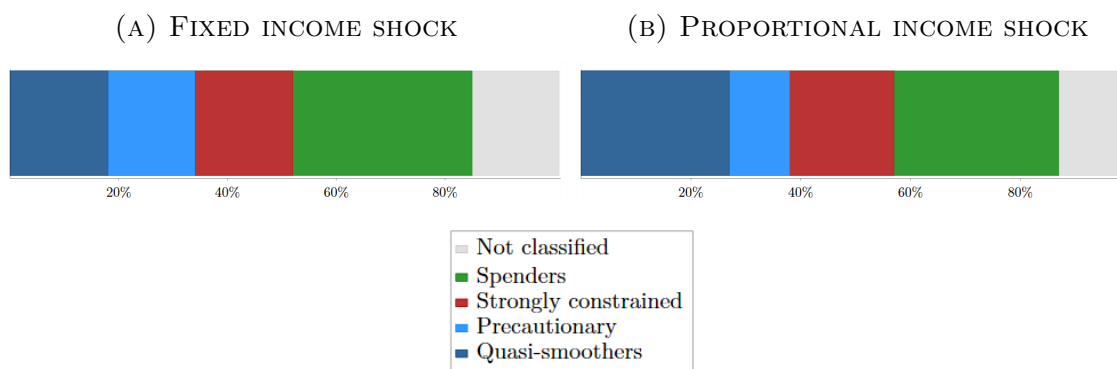 (A) FIXED INCOME SHOCK
(B) PROPORTIONAL INCOME SHOCK
20% 40% 60% 80%
20% 40% 60% 80%
Not classified
Spenders
Strongly constrained
Precautionary
Quasi-smoothers